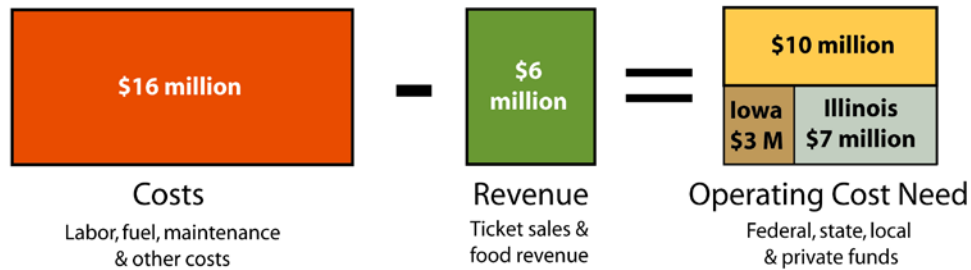 $16 million
-
$6
million
=
$10 million
Iowa
$3 M
Illinois
$7 million
Costs
Labor, fuel, maintenance
& other costs
Revenue
Ticket sales &
food revenue
Operating Cost Need
Federal, state, local
& private funds